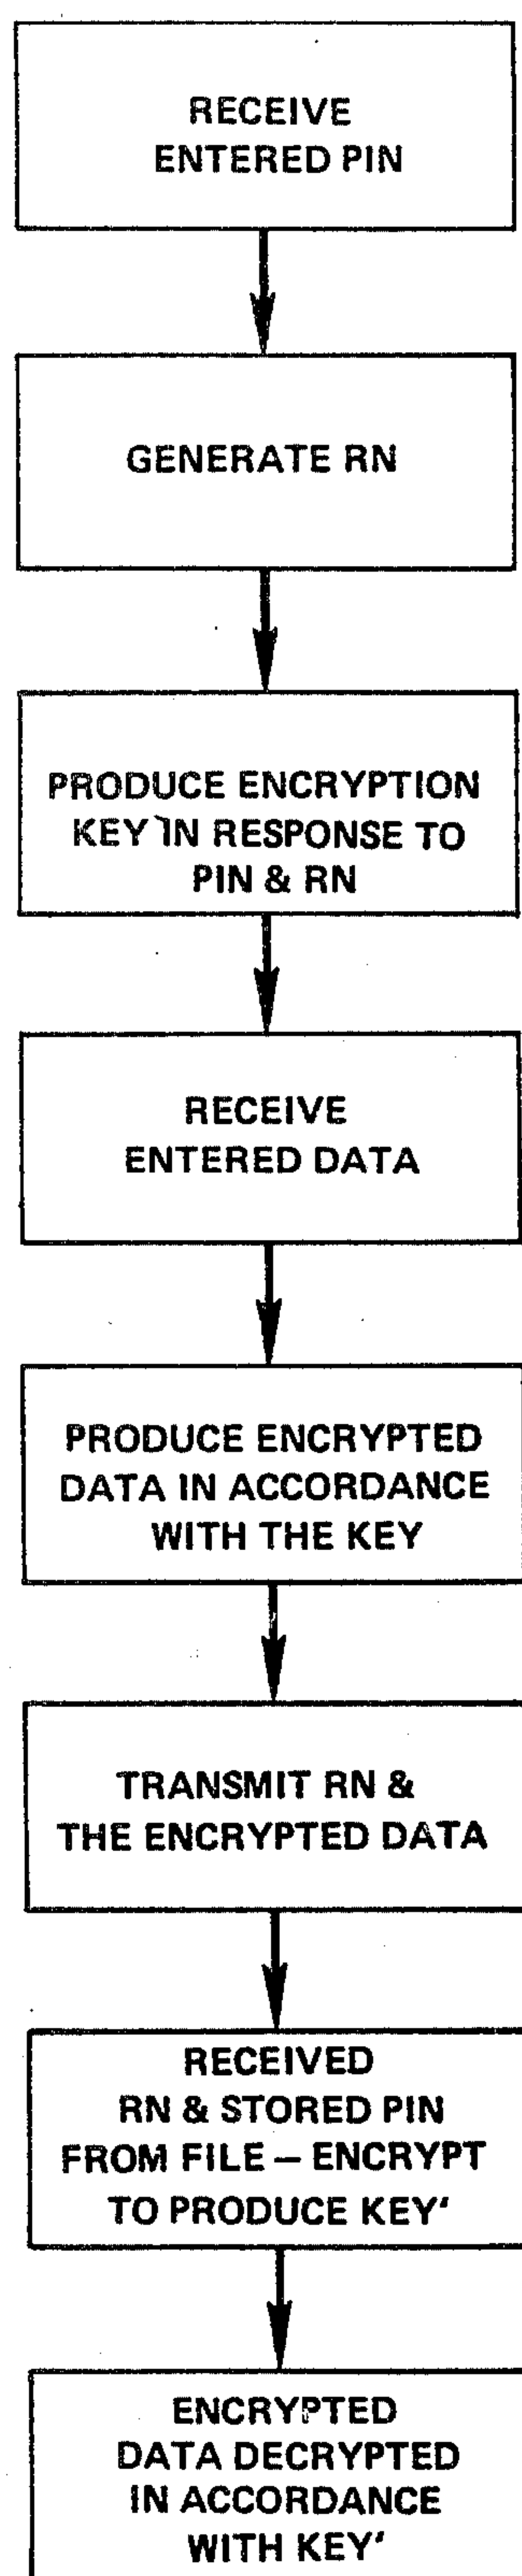 RECEIVE
ENTERED PIN
GENERATE RN
PRODUCE ENCRYPTION
KEY IN RESPONSE TO
PIN & RN
RECEIVE
ENTERED DATA
PRODUCE ENCRYPTED
DATA IN ACCORDANCE
WITH THE KEY
TRANSMIT RN &
THE ENCRYPTED DATA
RECEIVED
RN & STORED PIN
FROM FILE – ENCRYPT
TO PRODUCE KEY'
ENCRYPTED
DATA DECRYPTED
IN ACCORDANCE
WITH KEY'